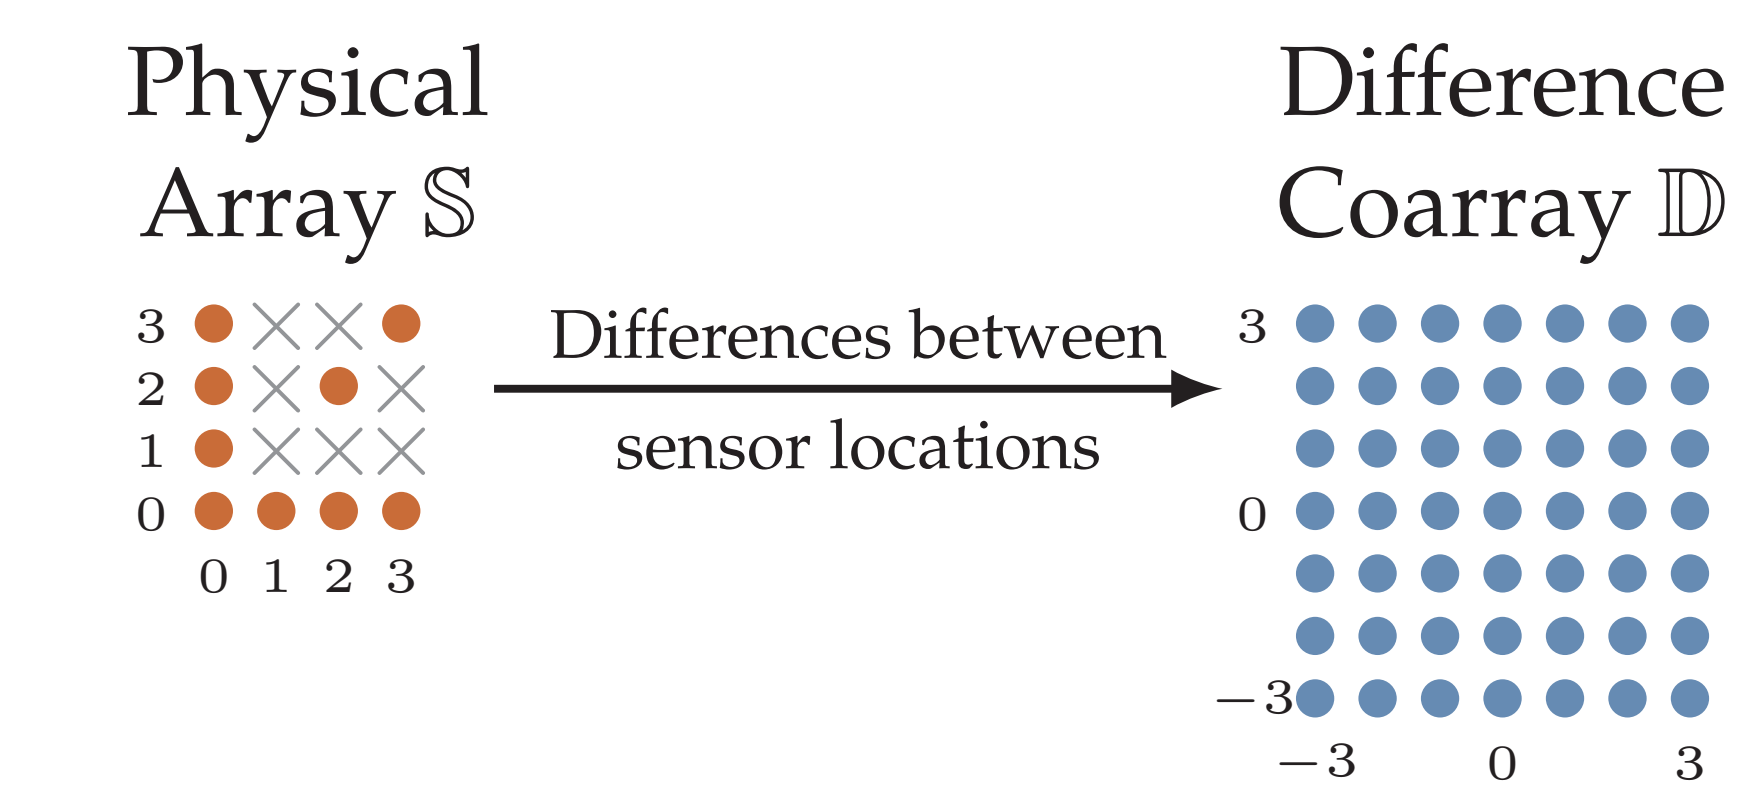 Physical
Array 𝕊
Difference
Coarray 𝔻
Differences between
sensor locations
3
2
1
0
0 1 2 3
3
0
−3
−3 0 3